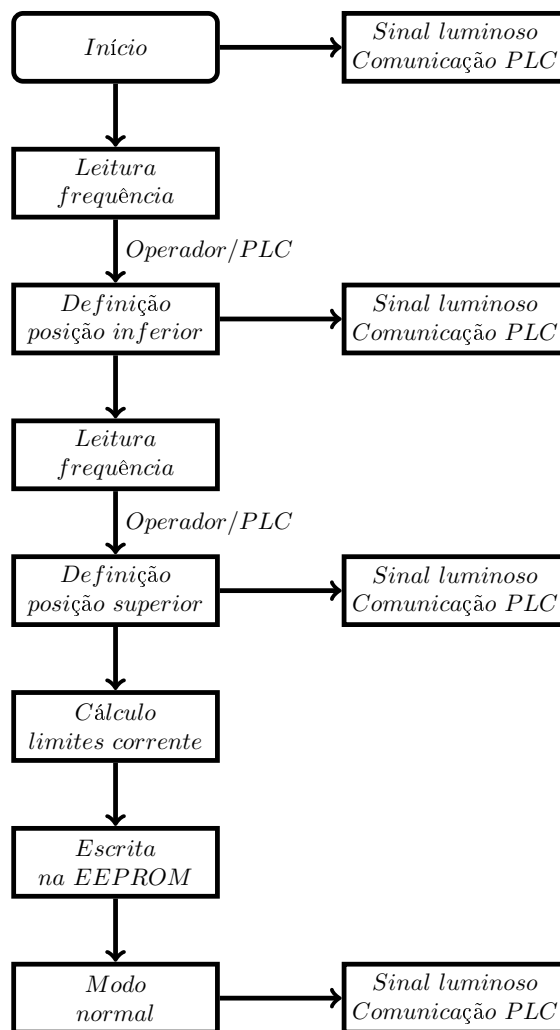 Início
Sinal luminoso
Comunicação PLC
Leitura
frequência
Operador/PLC
Definição
posição inferior
Sinal luminoso
Comunicação PLC
Leitura
frequência
Operador/PLC
Definição
posição superior
Sinal luminoso
Comunicação PLC
Cálculo
limites corrente
Escrita
na EEPROM
Modo
normal
Sinal luminoso
Comunicação PLC